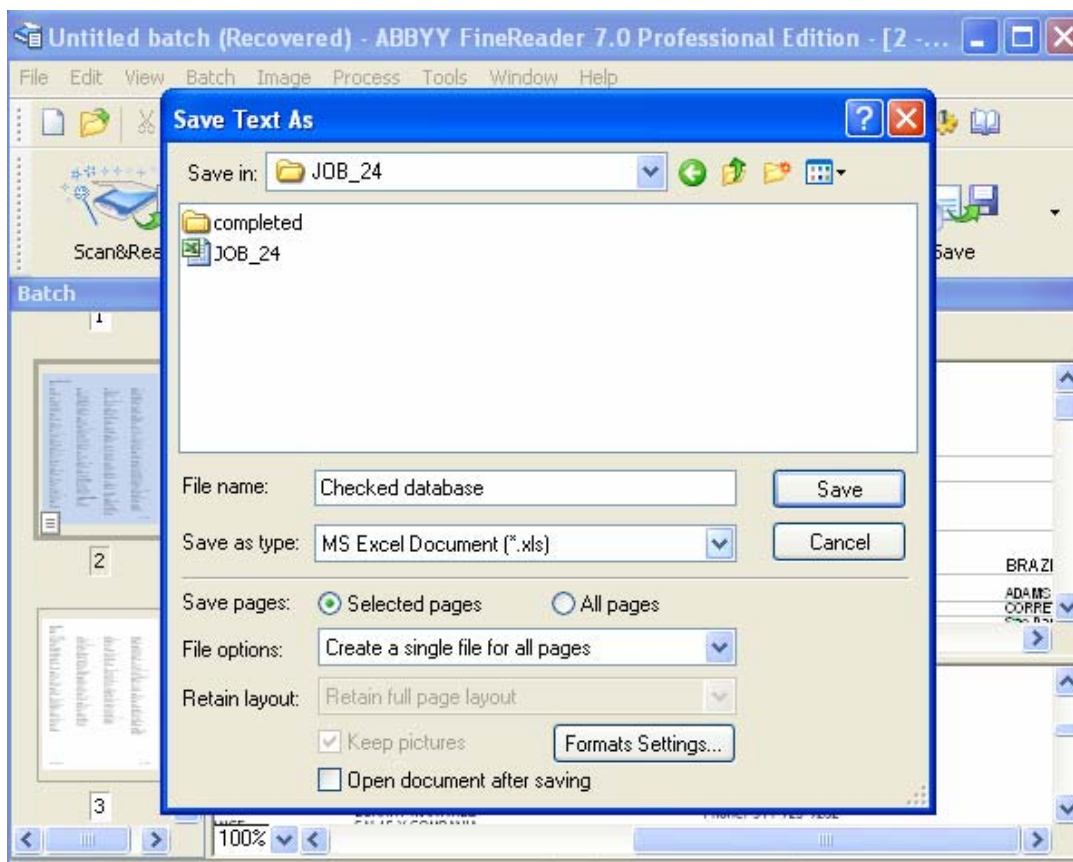 Untitled batch (Recovered) - ABBYY FineReader 7.0 Professional Edition - [2 -...
File Edit View Batch Image Process Tools Window Help
Save Text As
Save in: JOB_24
completed
JOB_24
Scan&Rea
Save
Batch
1
File name: Checked database Save
Save as type: MS Excel Document (*.xls) Cancel
2
BRAZI
Save pages: Selected pages All pages
ADAMS
CORRE
File options: Create a single file for all pages
Retain layout: Retain full page layout
Keep pictures Formats Settings...
Open document after saving
3
100%